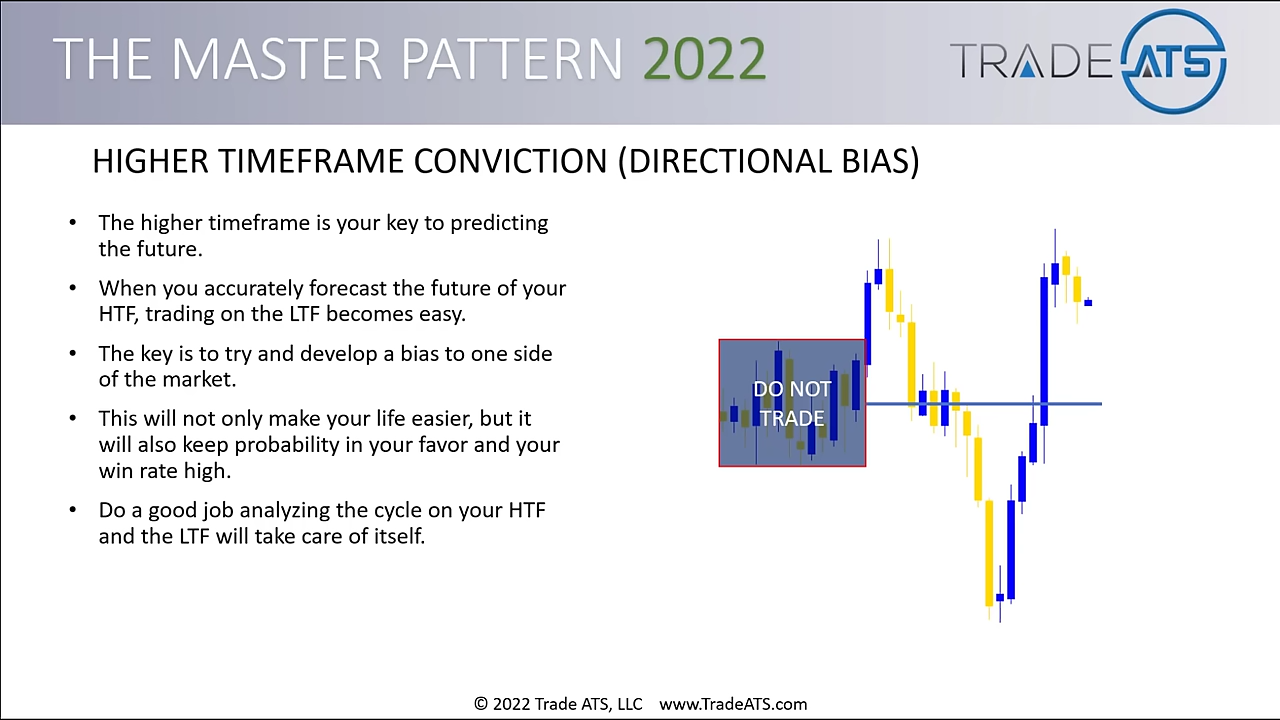 THE MASTER PATTERN 2022
TRADE ATS
HIGHER TIMEFRAME CONVICTION (DIRECTIONAL BIAS)
• The higher timeframe is your key to predicting
the future.
• When you accurately forecast the future of your
HTF, trading on the LTF becomes easy.
• The key is to try and develop a bias to one side
of the market.
• This will not only make your life easier, but it
will also keep probability in your favor and your
win rate high.
• Do a good job analyzing the cycle on your HTF
and the LTF will take care of itself.
DO NOT
TRADE
© 2022 Trade ATS, LLC www.TradeATS.com